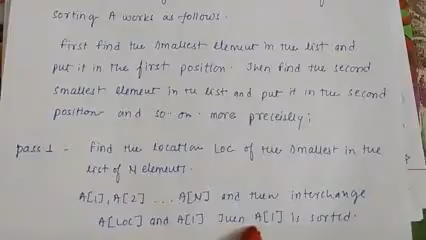 sorting A works as follows.
First find the smallest element in the list and
put it in the first position. Then find the second
smallest element in the list and put it in the second
position and so on. more precisely;
pass 1 - Find the location LOC of the smallest in the
list of N elements.
A[1], A[2] ... A[N] and then interchange
A[LOC] and A[1] Then A[1] is sorted.